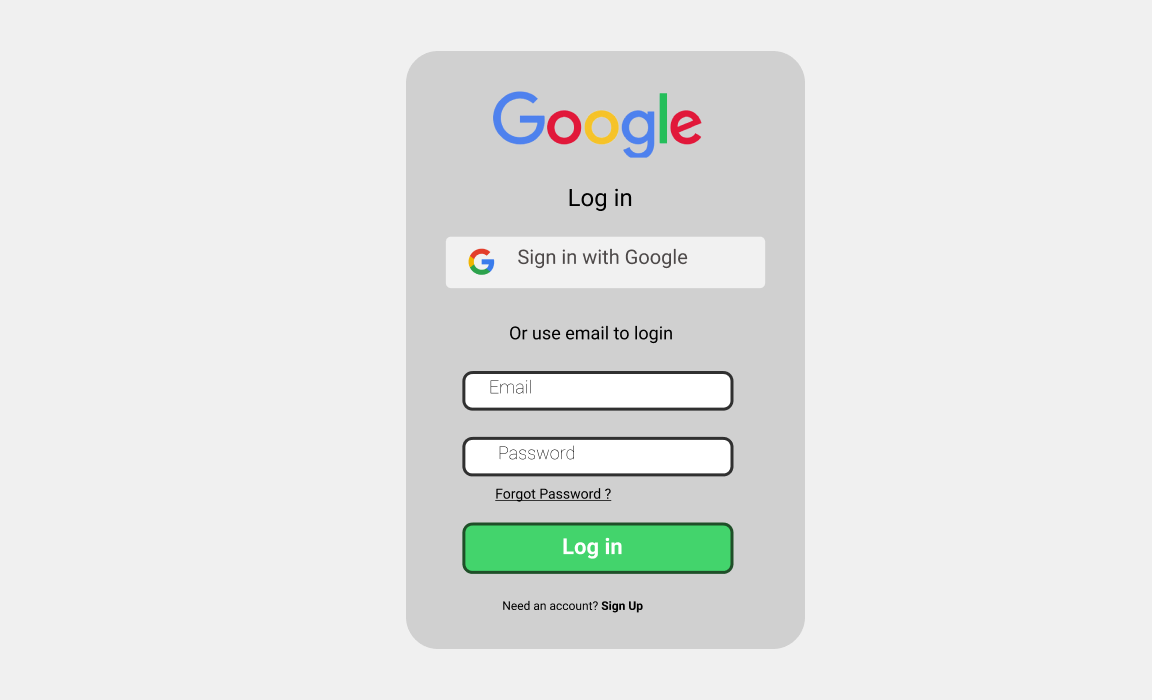 Google
Log in
Sign in with Google
Or use email to login
Email
Password
Forgot Password ?
Log in
Need an account? Sign Up